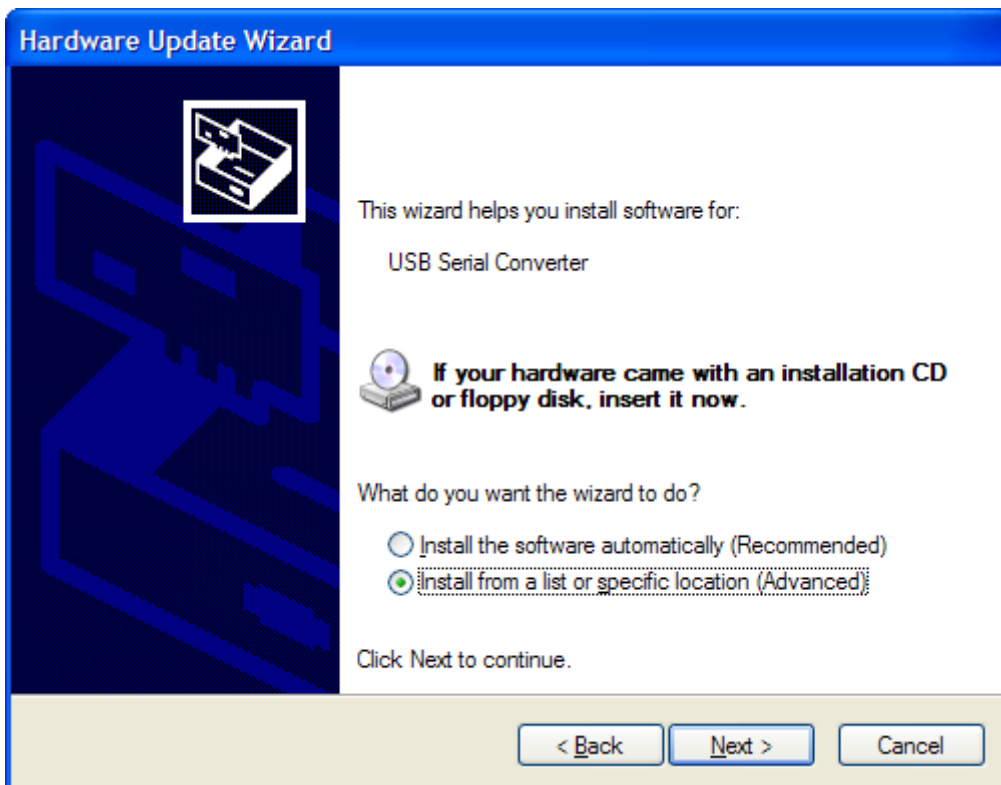 Hardware Update Wizard
This wizard helps you install software for:
USB Serial Converter
If your hardware came with an installation CD
or floppy disk, insert it now.
What do you want the wizard to do?
Install the software automatically (Recommended)
Install from a list or specific location (Advanced)
Click Next to continue.
< Back
Next >
Cancel